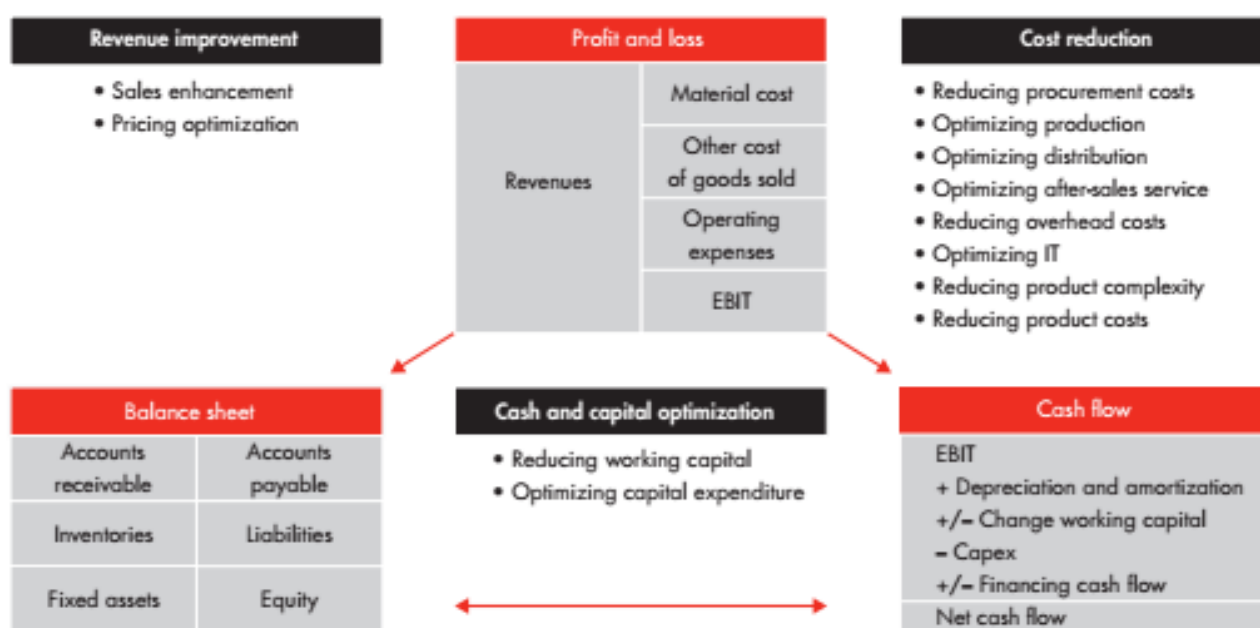 Revenue improvement
• Sales enhancement
• Pricing optimization
Profit and loss
Revenues
Material cost
Other cost
of goods sold
Operating
expenses
EBIT
Cost reduction
• Reducing procurement costs
• Optimizing production
• Optimizing distribution
• Optimizing after-sales service
• Reducing overhead costs
• Optimizing IT
• Reducing product complexity
• Reducing product costs
Balance sheet
Accounts
receivable
Accounts
payable
Inventories
Liabilities
Fixed assets
Equity
Cash and capital optimization
• Reducing working capital
• Optimizing capital expenditure
Cash flow
EBIT
+ Depreciation and amortization
+/– Change working capital
– Capex
+/– Financing cash flow
Net cash flow